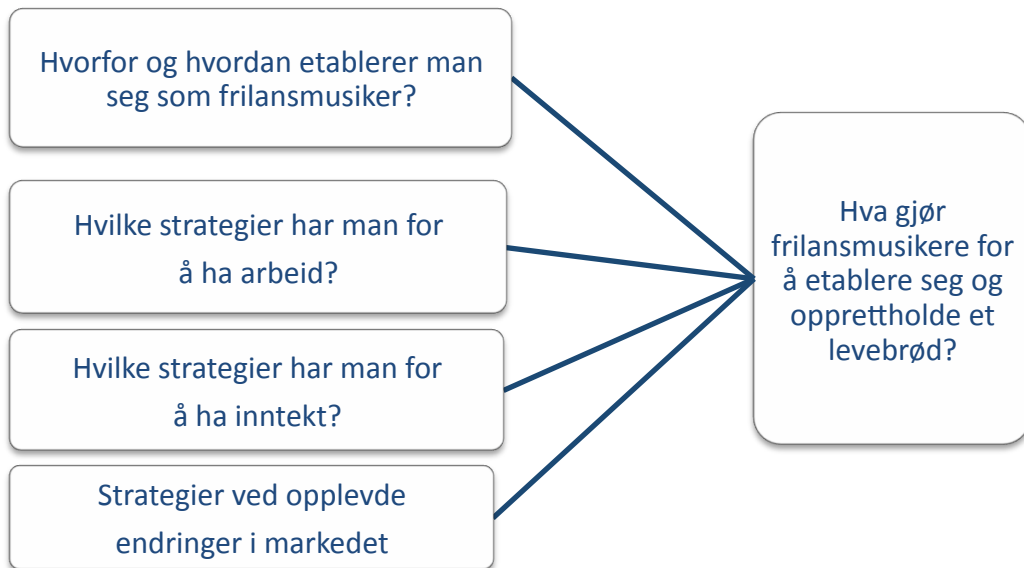 Hvorfor og hvordan etablerer man
seg som frilansmusiker?
Hvilke strategier har man for
å ha arbeid?
Hvilke strategier har man for
å ha inntekt?
Strategier ved opplevde
endringer i markedet
Hva gjør
frilansmusikere for
å etablere seg og
opprettholde et
levebrød?